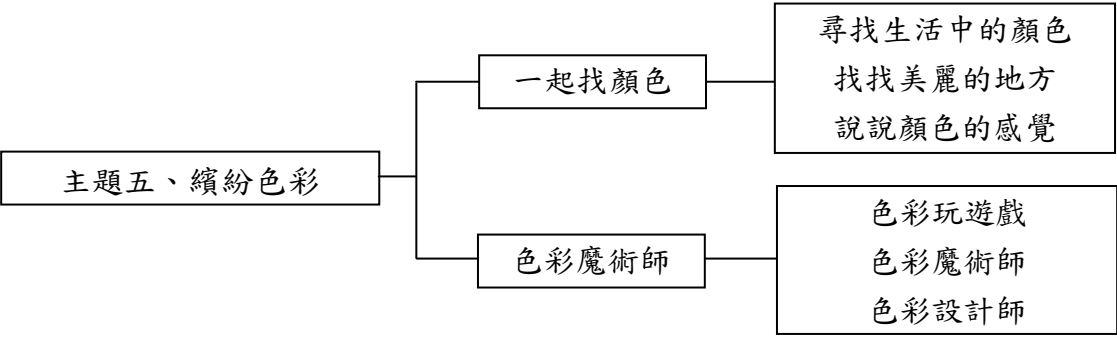 主題五、繽紛色彩
一起找顏色
尋找生活中的顏色
找找美麗的地方
說說顏色的感覺
色彩魔術師
色彩玩遊戲
色彩魔術師
色彩設計師